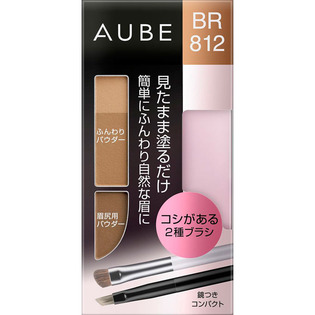 AUBE
BR
812
見たまま塗るだけ
簡単にふんわり自然な眉に
ふんわり
パウダー
眉尻用
パウダー
コシがある
2種ブラシ
鏡つき
コンパクト